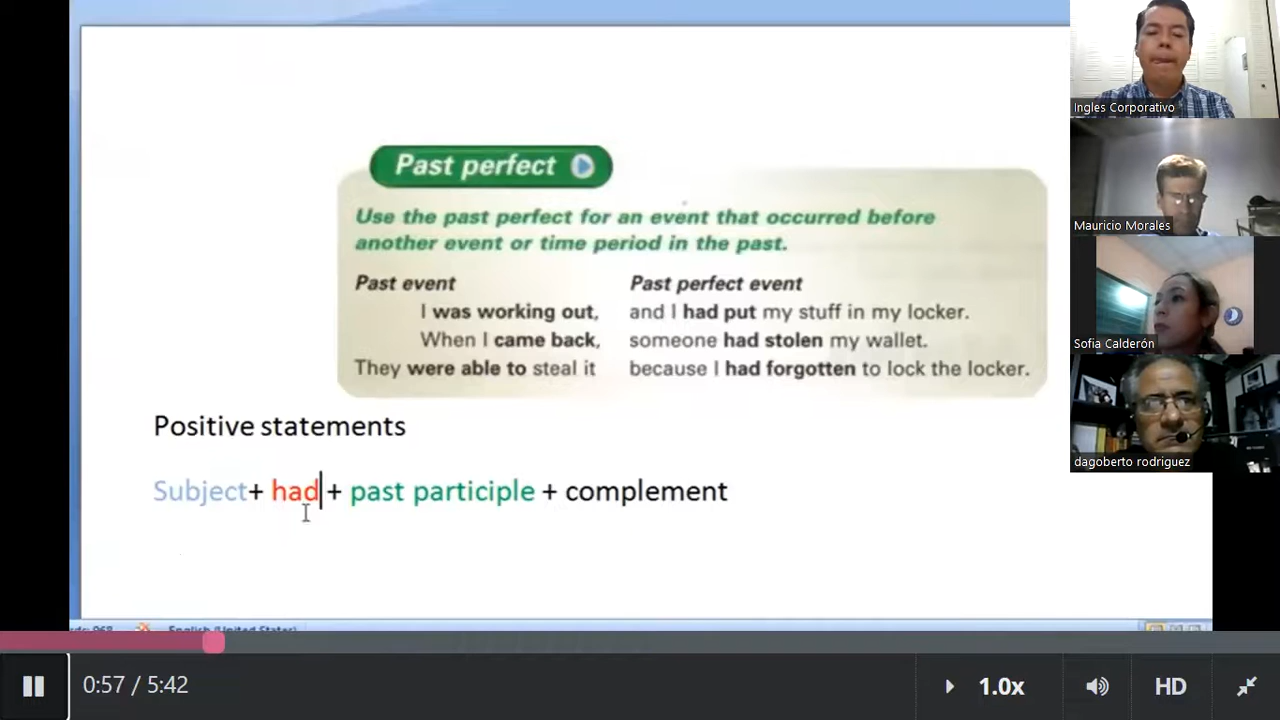 Past perfect
Use the past perfect for an event that occurred before
another event or time period in the past.
Past event Past perfect event
I was working out, and I had put my stuff in my locker.
When I came back, someone had stolen my wallet.
They were able to steal it because I had forgotten to lock the locker.
Positive statements
Subject+ had + past participle + complement
English (United States)
Ingles Corporativo
Mauricio Morales
Sofia Calderón
dagoberto rodriguez
0:57 / 5:42
1.0x
HD